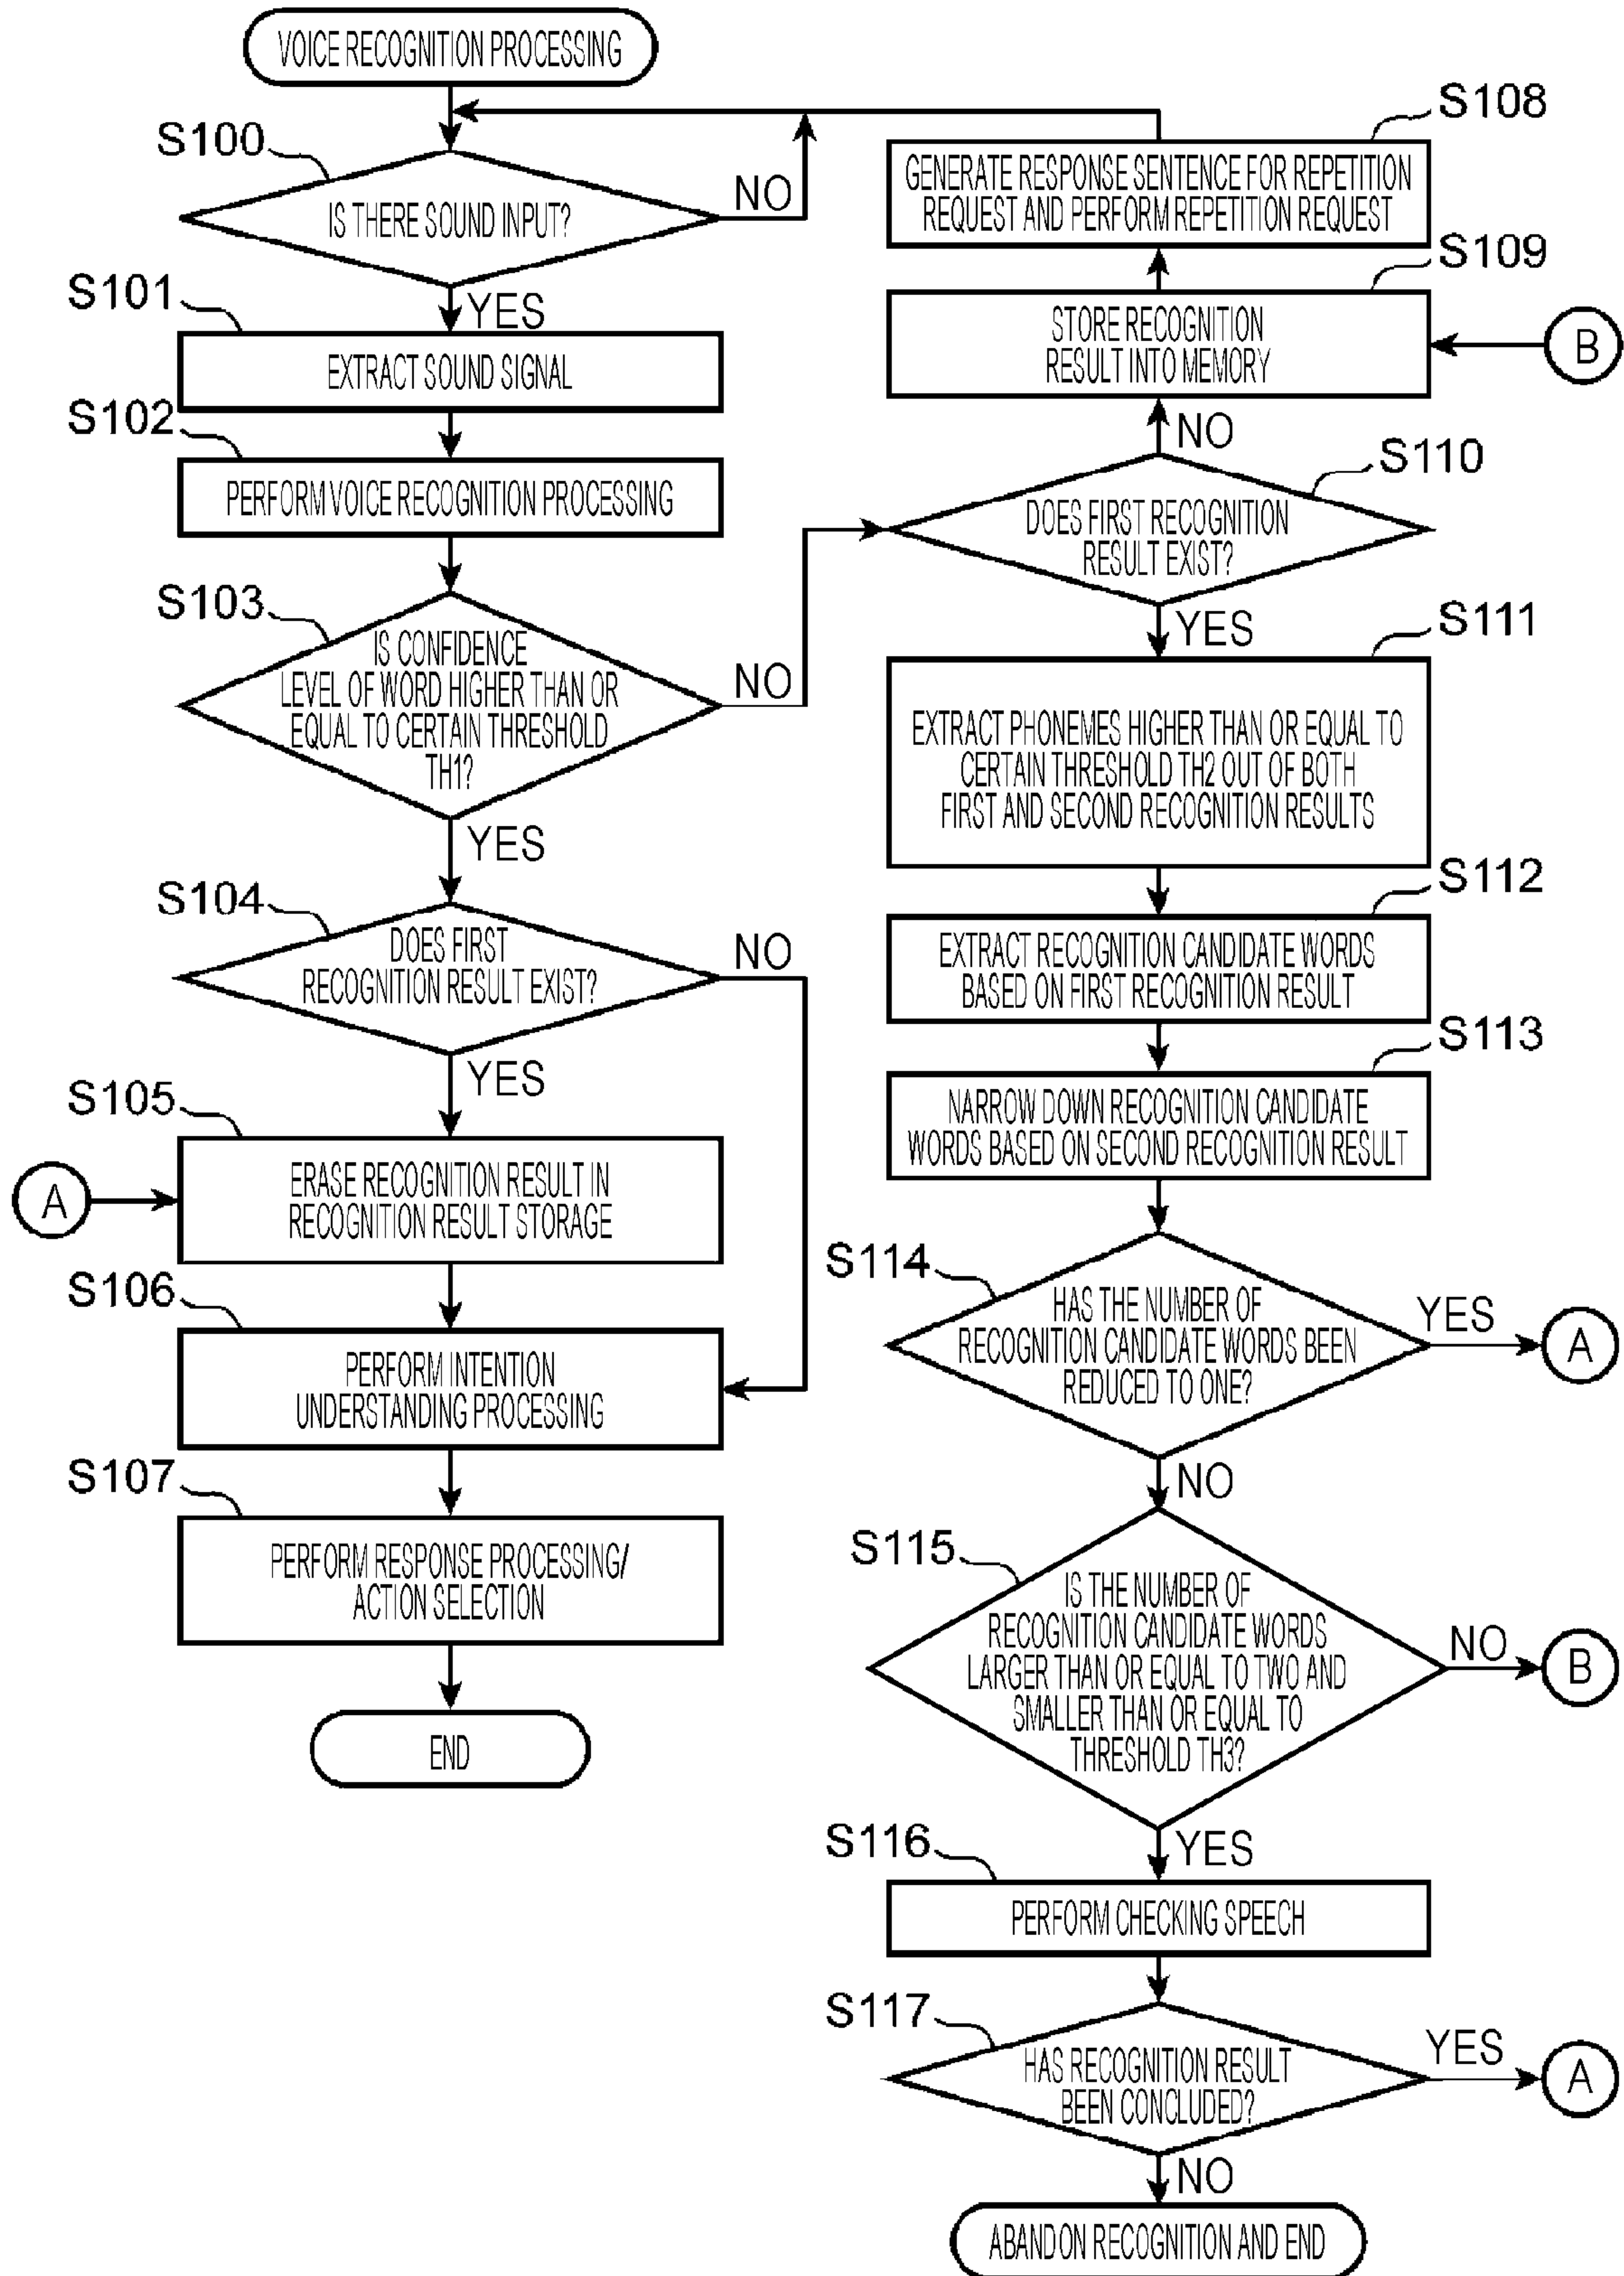 VOICE RECOGNITION PROCESSING
S100
IS THERE SOUND INPUT?
NO
YES
S101
EXTRACT SOUND SIGNAL
S102
PERFORM VOICE RECOGNITION PROCESSING
S103
IS CONFIDENCE
LEVEL OF WORD HIGHER THAN OR
EQUAL TO CERTAIN THRESHOLD
TH1?
NO
YES
S104
DOES FIRST
RECOGNITION RESULT EXIST?
NO
YES
S105
A
ERASE RECOGNITION RESULT IN
RECOGNITION RESULT STORAGE
S106
PERFORM INTENTION
UNDERSTANDING PROCESSING
S107
PERFORM RESPONSE PROCESSING/
ACTION SELECTION
END
S108
GENERATE RESPONSE SENTENCE FOR REPETITION
REQUEST AND PERFORM REPETITION REQUEST
S109
STORE RECOGNITION
RESULT INTO MEMORY
B
NO
S110
DOES FIRST RECOGNITION
RESULT EXIST?
YES
S111
EXTRACT PHONEMES HIGHER THAN OR EQUAL TO
CERTAIN THRESHOLD TH2 OUT OF BOTH
FIRST AND SECOND RECOGNITION RESULTS
S112
EXTRACT RECOGNITION CANDIDATE WORDS
BASED ON FIRST RECOGNITION RESULT
S113
NARROW DOWN RECOGNITION CANDIDATE
WORDS BASED ON SECOND RECOGNITION RESULT
S114
HAS THE NUMBER OF
RECOGNITION CANDIDATE WORDS BEEN
REDUCED TO ONE?
YES
A
NO
S115
IS THE NUMBER OF
RECOGNITION CANDIDATE WORDS
LARGER THAN OR EQUAL TO TWO AND
SMALLER THAN OR EQUAL TO
THRESHOLD TH3?
NO
B
YES
S116
PERFORM CHECKING SPEECH
S117
HAS RECOGNITION RESULT
BEEN CONCLUDED?
YES
A
NO
ABANDON RECOGNITION AND END